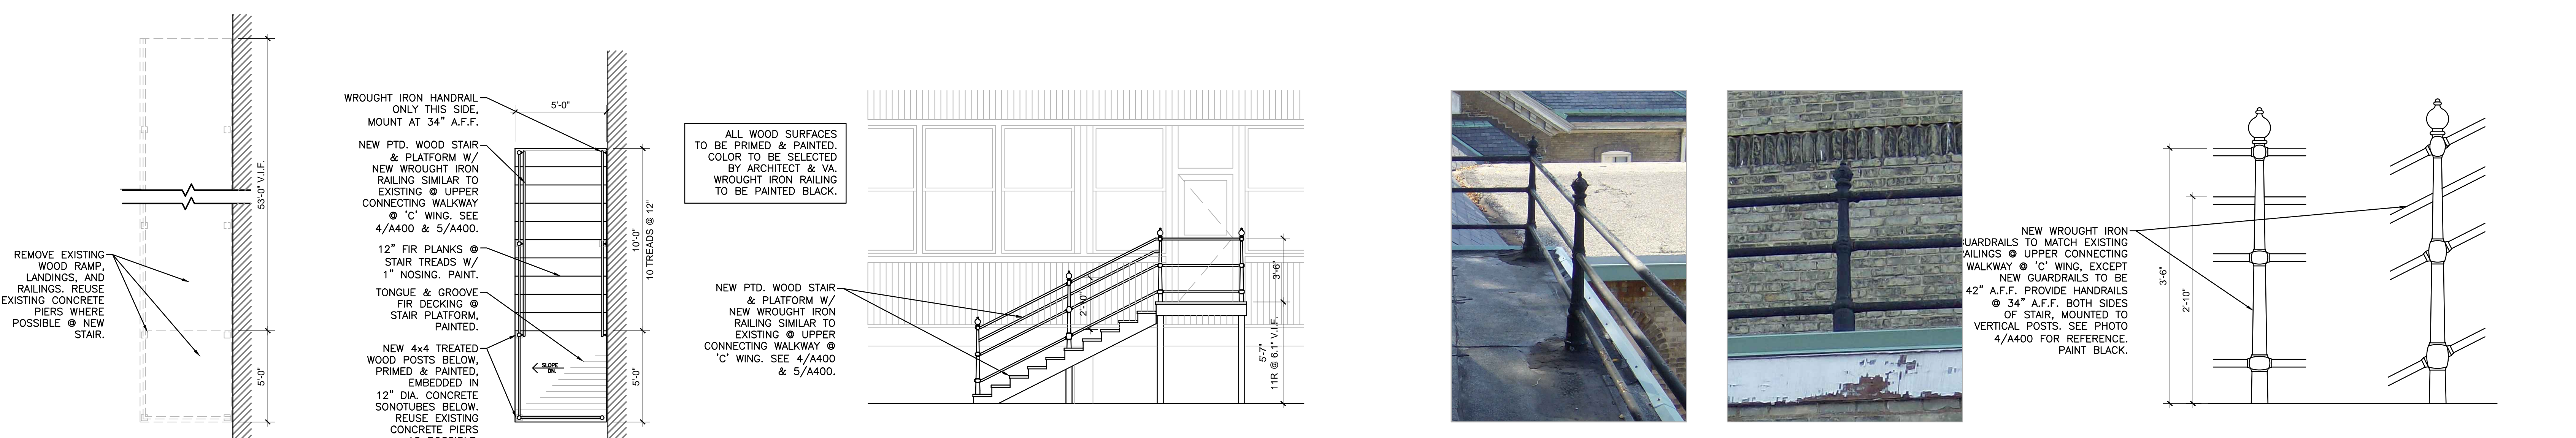 53'-0" V.I.F.
5'-0"
REMOVE EXISTING
WOOD RAMP,
LANDINGS, AND
RAILINGS. REUSE
EXISTING CONCRETE
PIERS WHERE
POSSIBLE @ NEW
STAIR.
WROUGHT IRON HANDRAIL
ONLY THIS SIDE,
MOUNT AT 34" A.F.F.
NEW PTD. WOOD STAIR
& PLATFORM W/
NEW WROUGHT IRON
RAILING SIMILAR TO
EXISTING @ UPPER
CONNECTING WALKWAY
@ 'C' WING. SEE
4/A400 & 5/A400.
12" FIR PLANKS @
STAIR TREADS W/
1" NOSING. PAINT.
TONGUE & GROOVE
FIR DECKING @
STAIR PLATFORM,
PAINTED.
NEW 4x4 TREATED
WOOD POSTS BELOW,
PRIMED & PAINTED,
EMBEDDED IN
12" DIA. CONCRETE
SONOTUBES BELOW.
REUSE EXISTING
CONCRETE PIERS
5'-0"
10'-0"
10 TREADS @ 12"
5'-0"
SLOPE
DN.
ALL WOOD SURFACES
TO BE PRIMED & PAINTED.
COLOR TO BE SELECTED
BY ARCHITECT & VA.
WROUGHT IRON RAILING
TO BE PAINTED BLACK.
NEW PTD. WOOD STAIR
& PLATFORM W/
NEW WROUGHT IRON
RAILING SIMILAR TO
EXISTING @ UPPER
CONNECTING WALKWAY @
'C' WING. SEE 4/A400
& 5/A400.
2'-10"
3'-6"
5'-7"
11R @ 6.1" V.I.F.
NEW WROUGHT IRON
GUARDRAILS TO MATCH EXISTING
RAILINGS @ UPPER CONNECTING
WALKWAY @ 'C' WING, EXCEPT
NEW GUARDRAILS TO BE
42" A.F.F. PROVIDE HANDRAILS
@ 34" A.F.F. BOTH SIDES
OF STAIR, MOUNTED TO
VERTICAL POSTS. SEE PHOTO
4/A400 FOR REFERENCE.
PAINT BLACK.
3'-6"
2'-10"